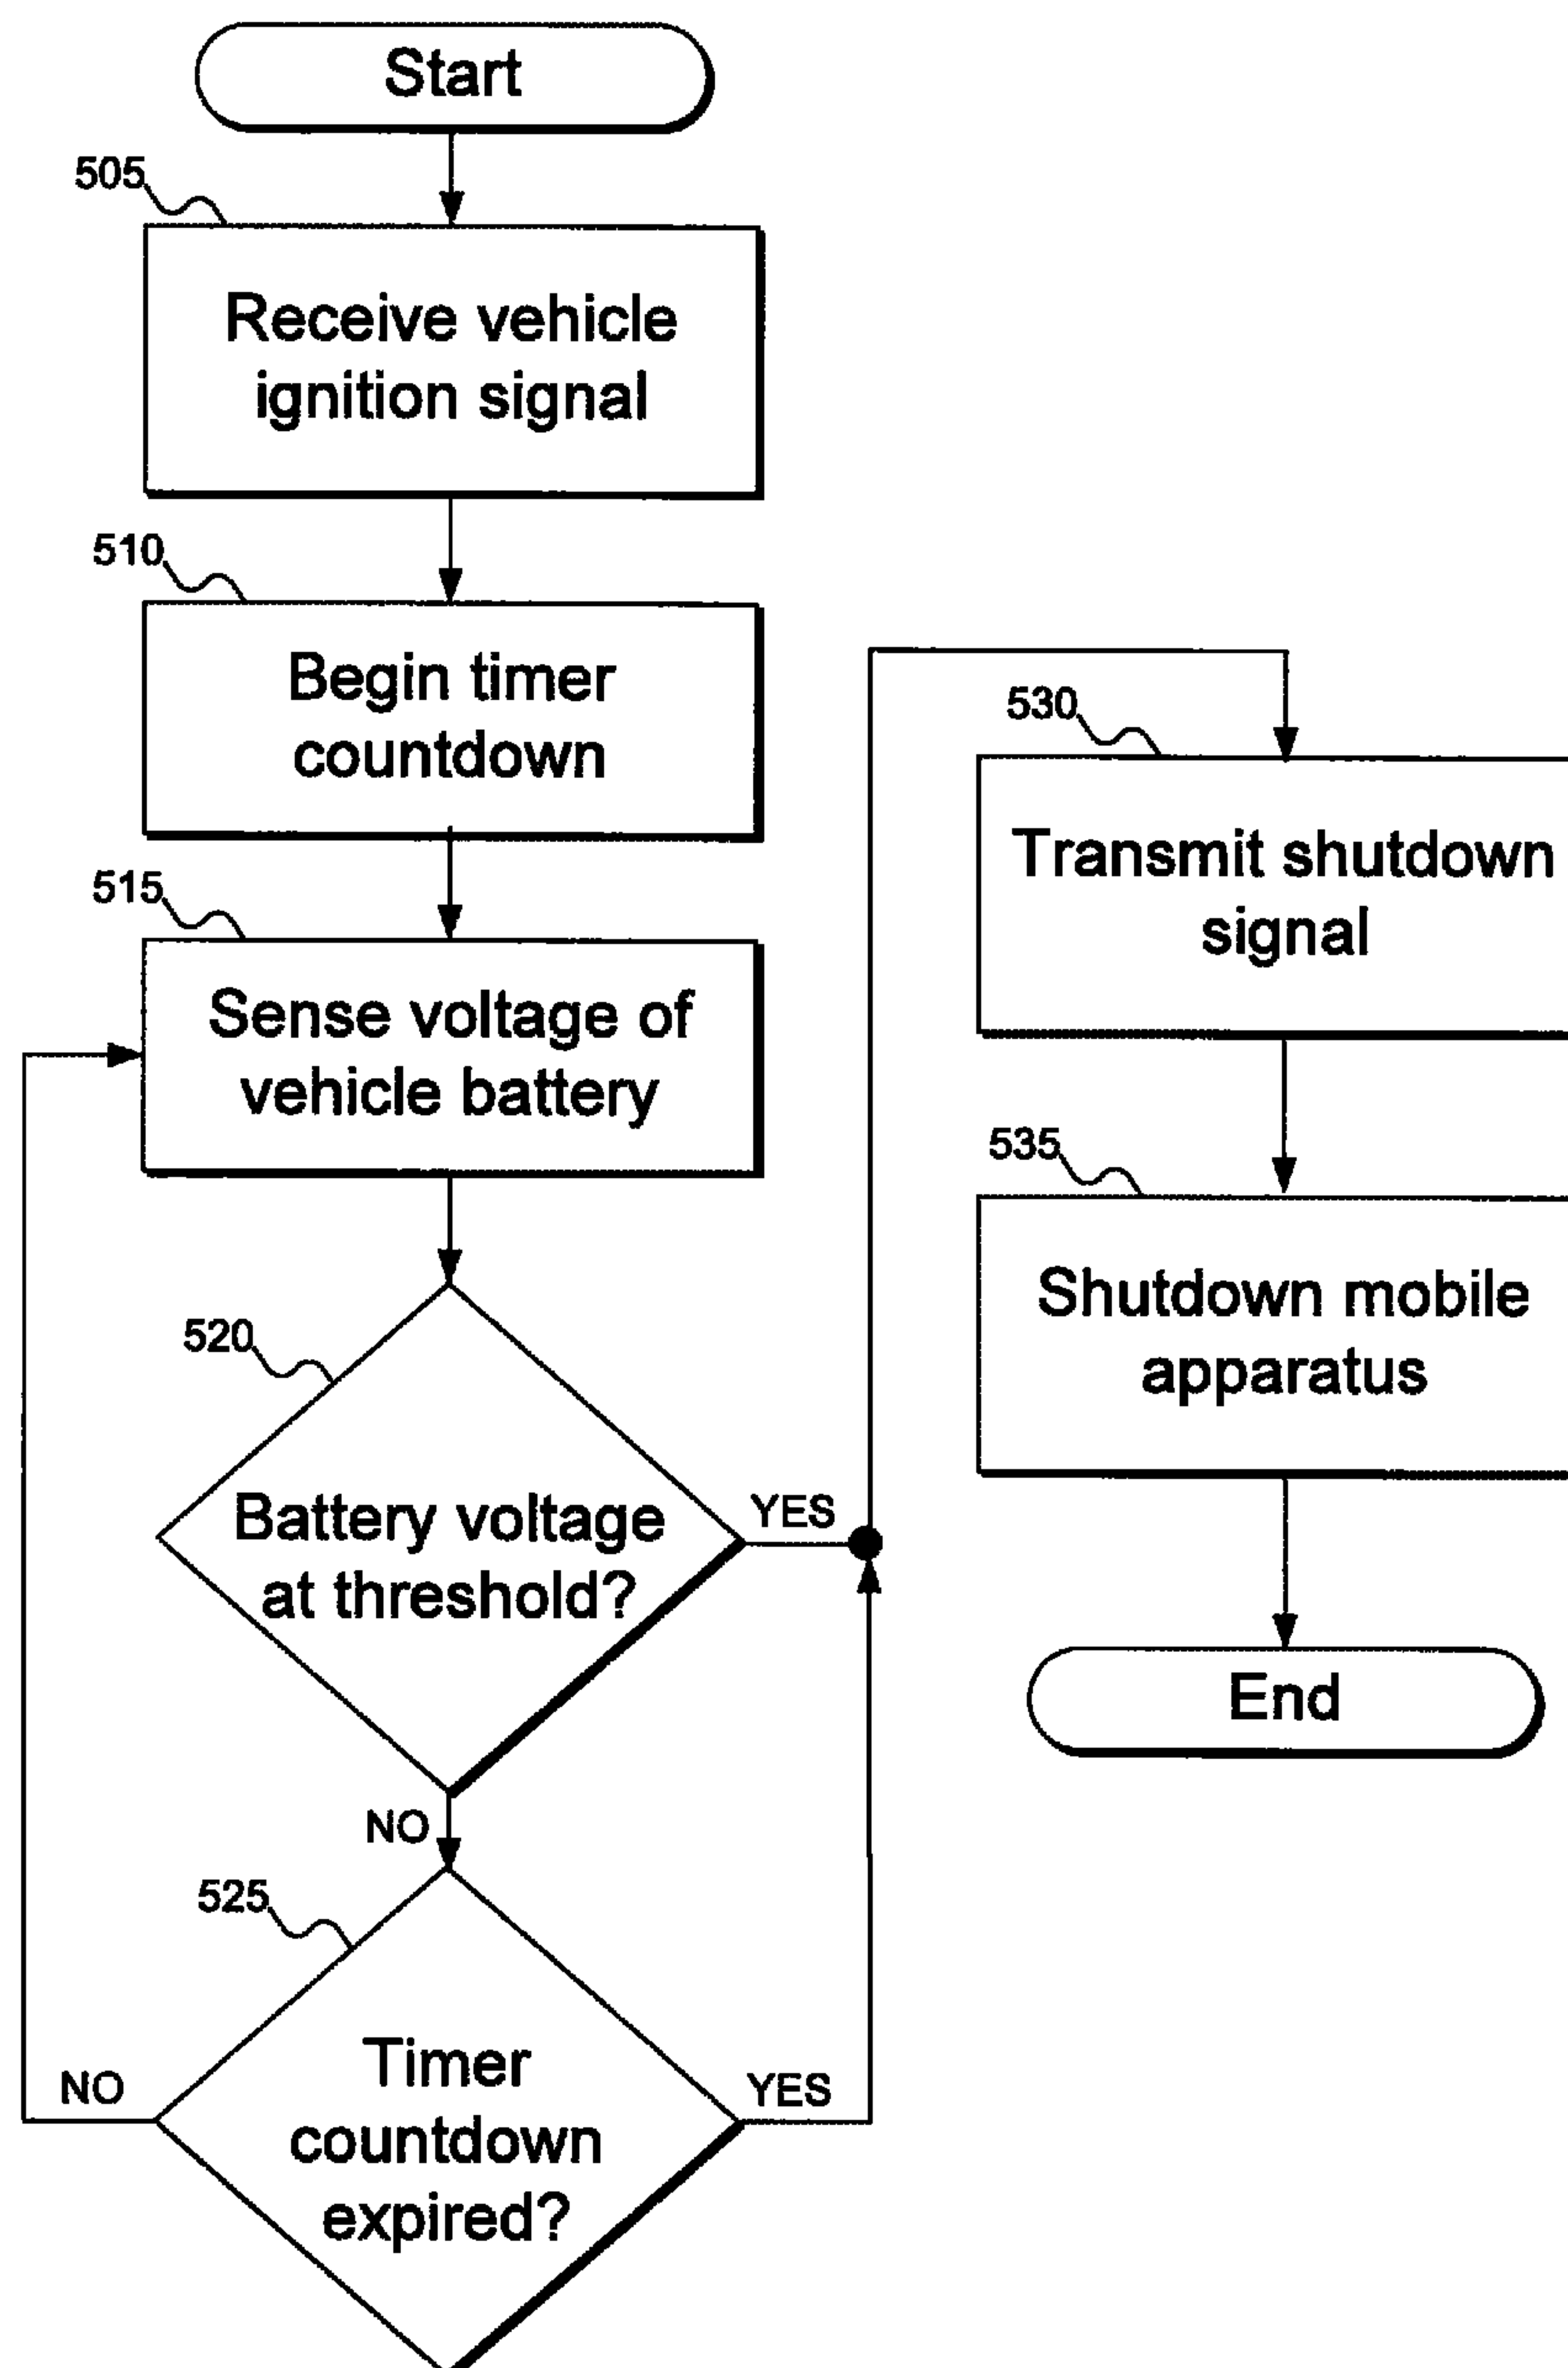 Start
505
Receive vehicle
ignition signal
510
Begin timer
countdown
515
Sense voltage of
vehicle battery
520
Battery voltage
at threshold?
YES
NO
525
Timer
countdown
expired?
NO
YES
530
Transmit shutdown
signal
535
Shutdown mobile
apparatus
End